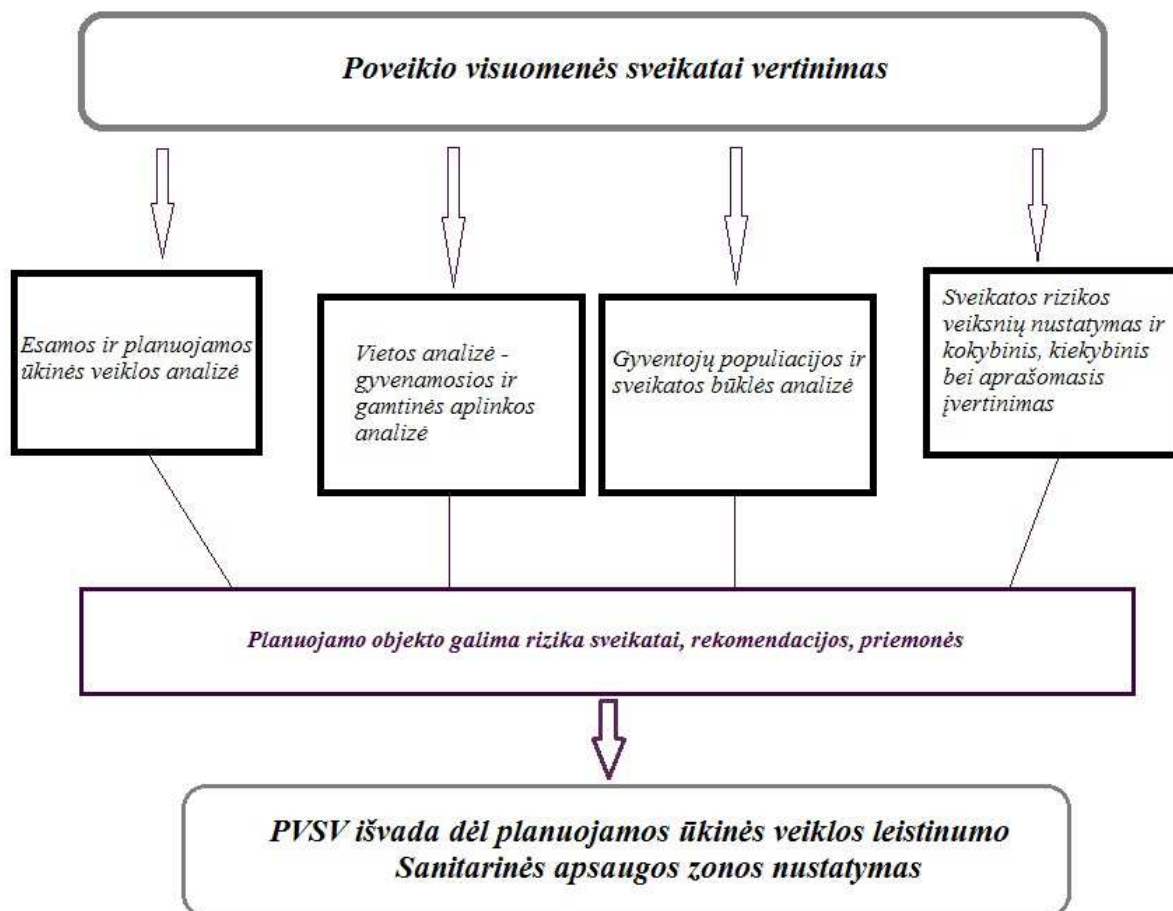 Poveikio visuomenės sveikatai vertinimas
Esamos ir planuojamos
ūkinės veiklos analizė
Vietos analizė -
gyvenamosios ir
gamtinės aplinkos
analizė
Gyventojų populiacijos ir
sveikatos būklės analizė
Sveikatos rizikos
veiksnių nustatymas ir
kokybinis, kiekybinis
bei aprašomasis
įvertinimas
Planuojamo objekto galima rizika sveikatai, rekomendacijos, priemonės
PVSV išvada dėl planuojamos ūkinės veiklos leistinumo
Sanitarinės apsaugos zonos nustatymas